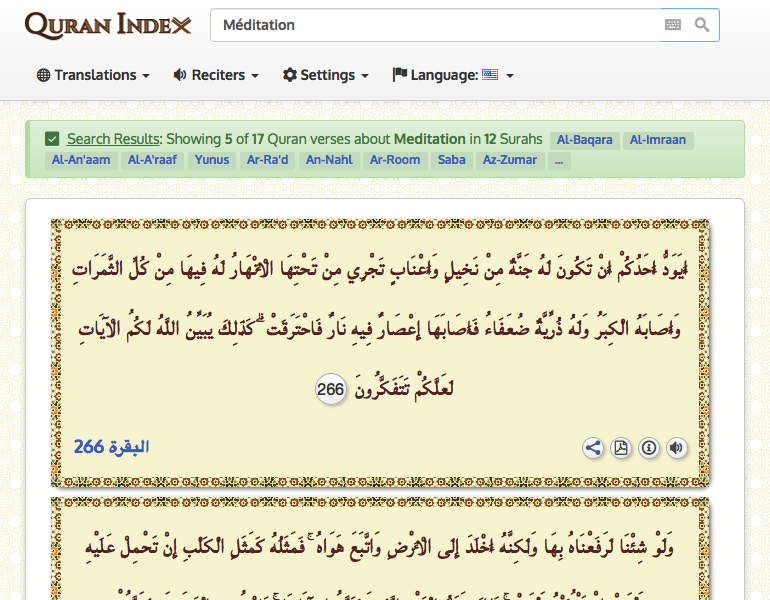 QURAN INDEX
Méditation
Translations
Reciters
Settings
Language:
Search Results: Showing 5 of 17 Quran verses about Meditation in 12 Surahs Al-Baqara Al-Imraan
Al-An'aam Al-A'raaf Yunus Ar-Ra'd An-Nahl Ar-Room Saba Az-Zumar ...
أَيَوَدُّ أَحَدُكُمْ أَنْ تَكُونَ لَهُ جَنَّةٌ مِنْ نَخِيلٍ وَأَعْنَابٍ تَجْرِي مِنْ تَحْتِهَا الْأَنْهَارُ لَهُ فِيهَا مِنْ كُلِّ الثَّمَرَاتِ
وَأَصَابَهُ الْكِبَرُ وَلَهُ ذُرِّيَّةٌ ضُعَفَاءُ فَأَصَابَهَا إِعْصَارٌ فِيهِ نَارٌ فَاحْتَرَقَتْ ۗ كَذَٰلِكَ يُبَيِّنُ اللَّهُ لَكُمُ الْآيَاتِ
لَعَلَّكُمْ تَتَفَكَّرُونَ 266
البقرة 266
وَلَوْ شِئْنَا لَرَفَعْنَاهُ بِهَا وَلَٰكِنَّهُ أَخْلَدَ إِلَى الْأَرْضِ وَاتَّبَعَ هَوَاهُ ۚ فَمَثَلُهُ كَمَثَلِ الْكَلْبِ إِنْ تَحْمِلْ عَلَيْهِ